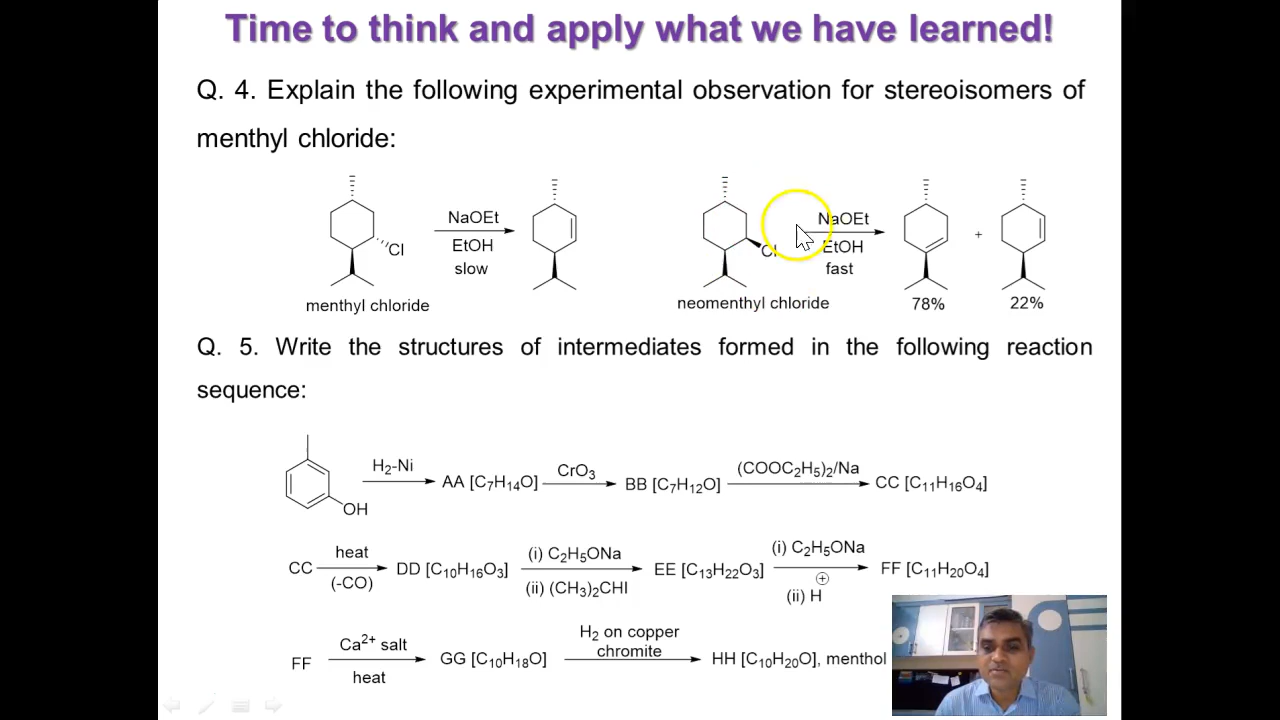 Time to think and apply what we have learned!
Q. 4. Explain the following experimental observation for stereoisomers of
menthyl chloride:
Cl
NaOEt
EtOH
slow
Cl
NaOEt
EtOH
fast
+
menthyl chloride
neomenthyl chloride
78%
22%
Q. 5. Write the structures of intermediates formed in the following reaction
sequence:
OH
H₂-Ni
AA [C₇H₁₄O]
CrO₃
BB [C₇H₁₂O]
(COOC₂H₅)₂/Na
CC [C₁₁H₁₆O₄]
CC
heat
(-CO)
DD [C₁₀H₁₆O₃]
(i) C₂H₅ONa
(ii) (CH₃)₂CHI
EE [C₁₃H₂₂O₃]
(i) C₂H₅ONa
(ii) H⊕
FF [C₁₁H₂₀O₄]
FF
Ca²⁺ salt
heat
GG [C₁₀H₁₈O]
H₂ on copper
chromite
HH [C₁₀H₂₀O], menthol